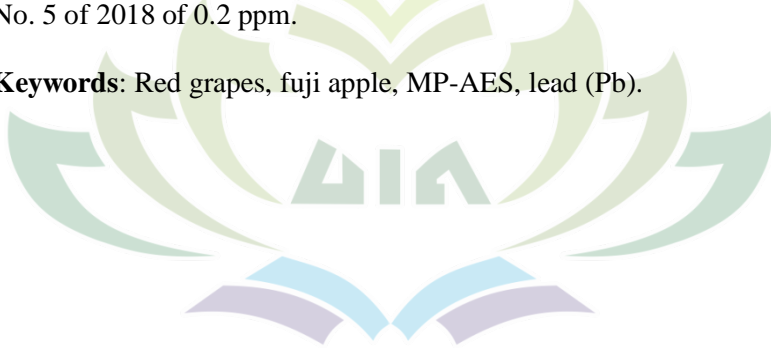 No. 5 of 2018 of 0.2 ppm.
Keywords: Red grapes, fuji apple, MP-AES, lead (Pb).